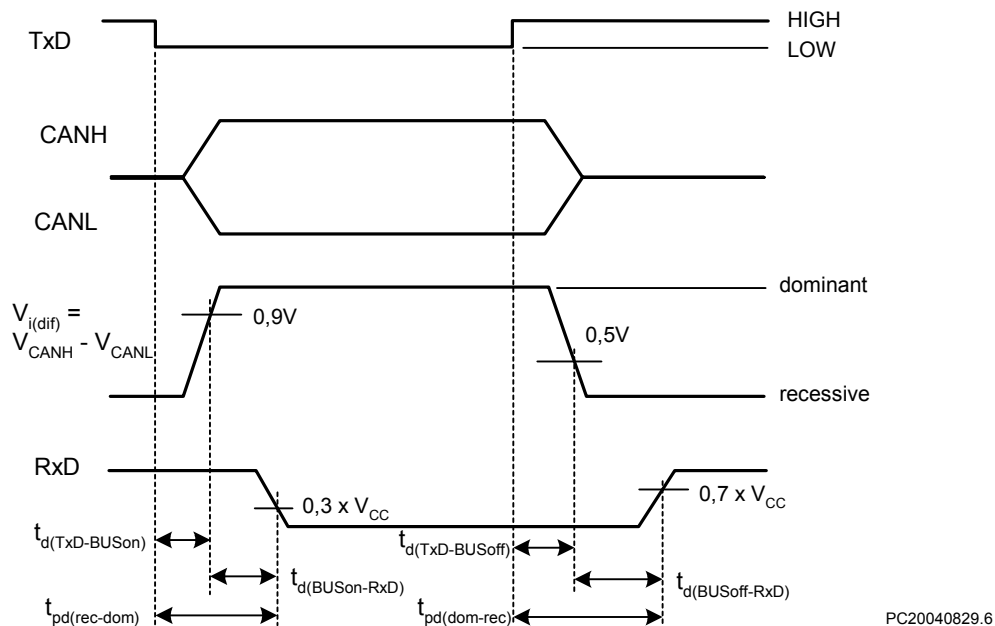 HIGH
TxD
LOW
CANH
CANL
dominant
V_i(dif) =
0,9V
0,5V
V_CANH - V_CANL
recessive
RxD
0,3 x V_CC
0,7 x V_CC
t_d(TxD-BUSon)
t_d(TxD-BUSoff)
t_d(BUSon-RxD)
t_d(BUSoff-RxD)
t_pd(rec-dom)
t_pd(dom-rec)
PC20040829.6